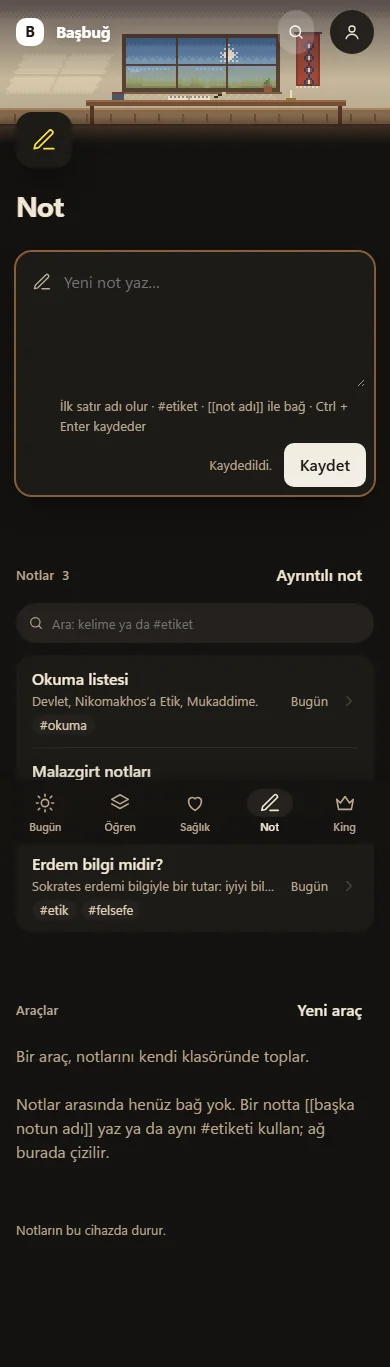 B Başbuğ
Not
Yeni not yaz...
İlk satır adı olur · #etiket · [[not adı]] ile bağ · Ctrl +
Enter kaydeder
Kaydedildi. Kaydet
Notlar 3 Ayrıntılı not
Ara: kelime ya da #etiket
Okuma listesi
Devlet, Nikomakhos'a Etik, Mukaddime. Bugün
#okuma
Malazgirt notları
Bugün Öğren Sağlık Not King
Erdem bilgi midir?
Sokrates erdemi bilgiyle bir tutar: iyiyi bil... Bugün
#etik #felsefe
Araçlar Yeni araç
Bir araç, notlarını kendi klasöründe toplar.
Notlar arasında henüz bağ yok. Bir notta [[başka
notun adı]] yaz ya da aynı #etiketi kullan; ağ
burada çizilir.
Notların bu cihazda durur.